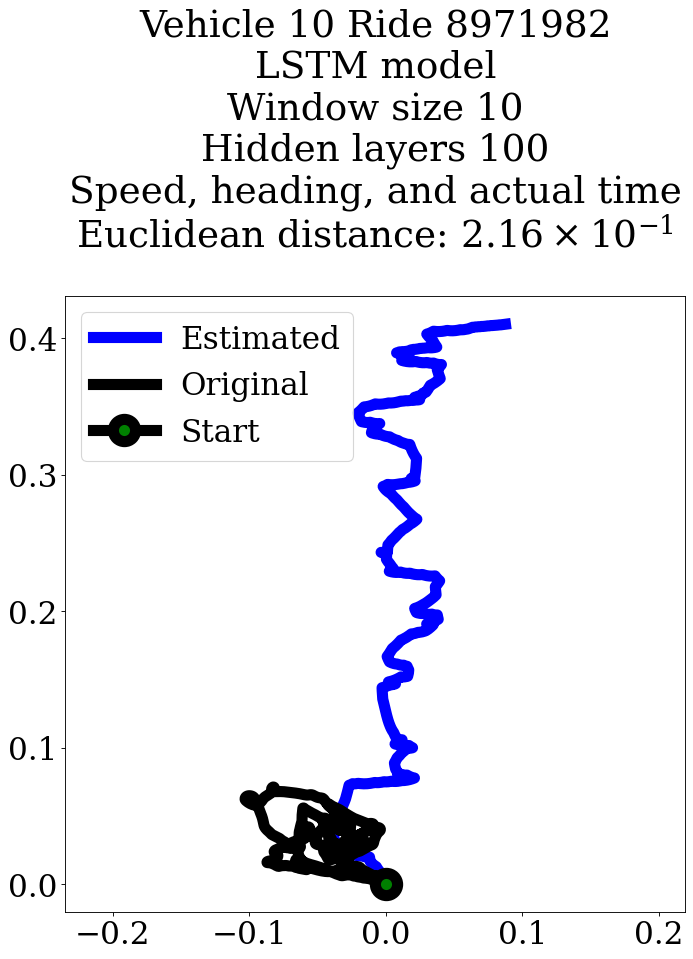 Vehicle 10 Ride 8971982
LSTM model
Window size 10
Hidden layers 100
Speed, heading, and actual time
Euclidean distance: 2.16 × 10⁻¹
Estimated
Original
Start
0.4
0.3
0.2
0.1
0.0
−0.2
−0.1
0.0
0.1
0.2